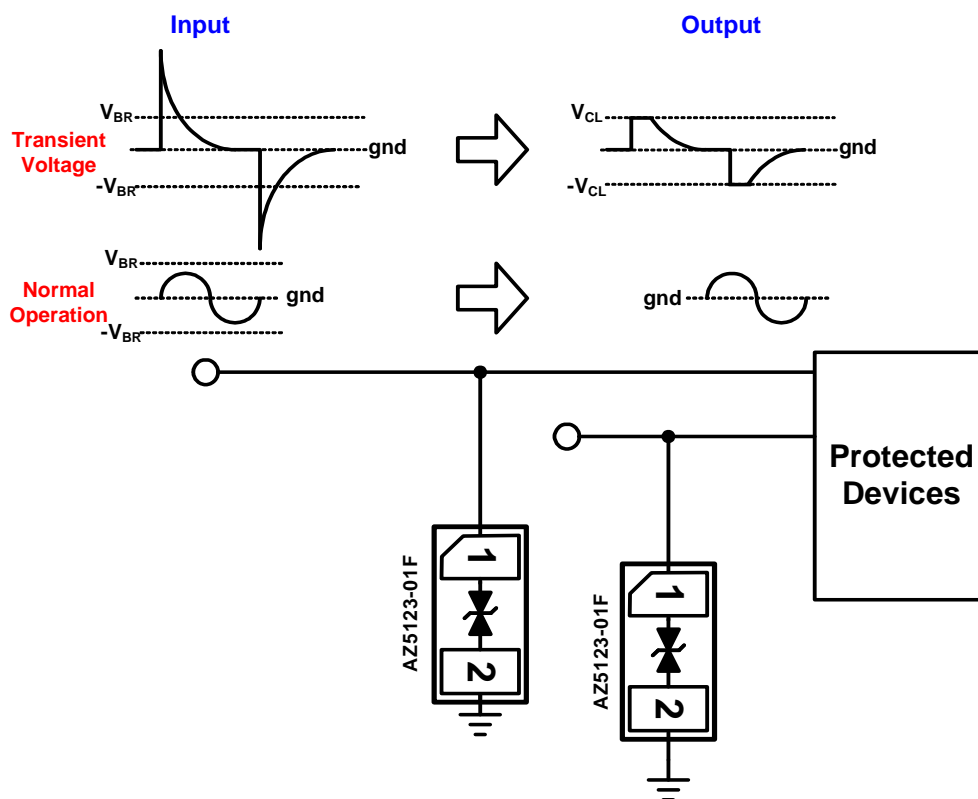 Input
Output
VBR
Transient
Voltage
gnd
-VBR
VCL
gnd
-VCL
VBR
Normal
Operation
gnd
-VBR
gnd
Protected
Devices
AZ5123-01F
1
2
AZ5123-01F
1
2